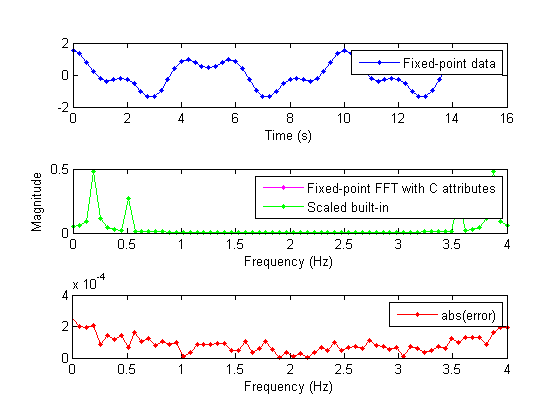 2
0
-2
Fixed-point data
0 2 4 6 8 10 12 14 16
Time (s)
0.5
0
Magnitude
Fixed-point FFT with C attributes
Scaled built-in
0 0.5 1 1.5 2 2.5 3 3.5 4
Frequency (Hz)
x 10^-4
4
2
0
abs(error)
0 0.5 1 1.5 2 2.5 3 3.5 4
Frequency (Hz)